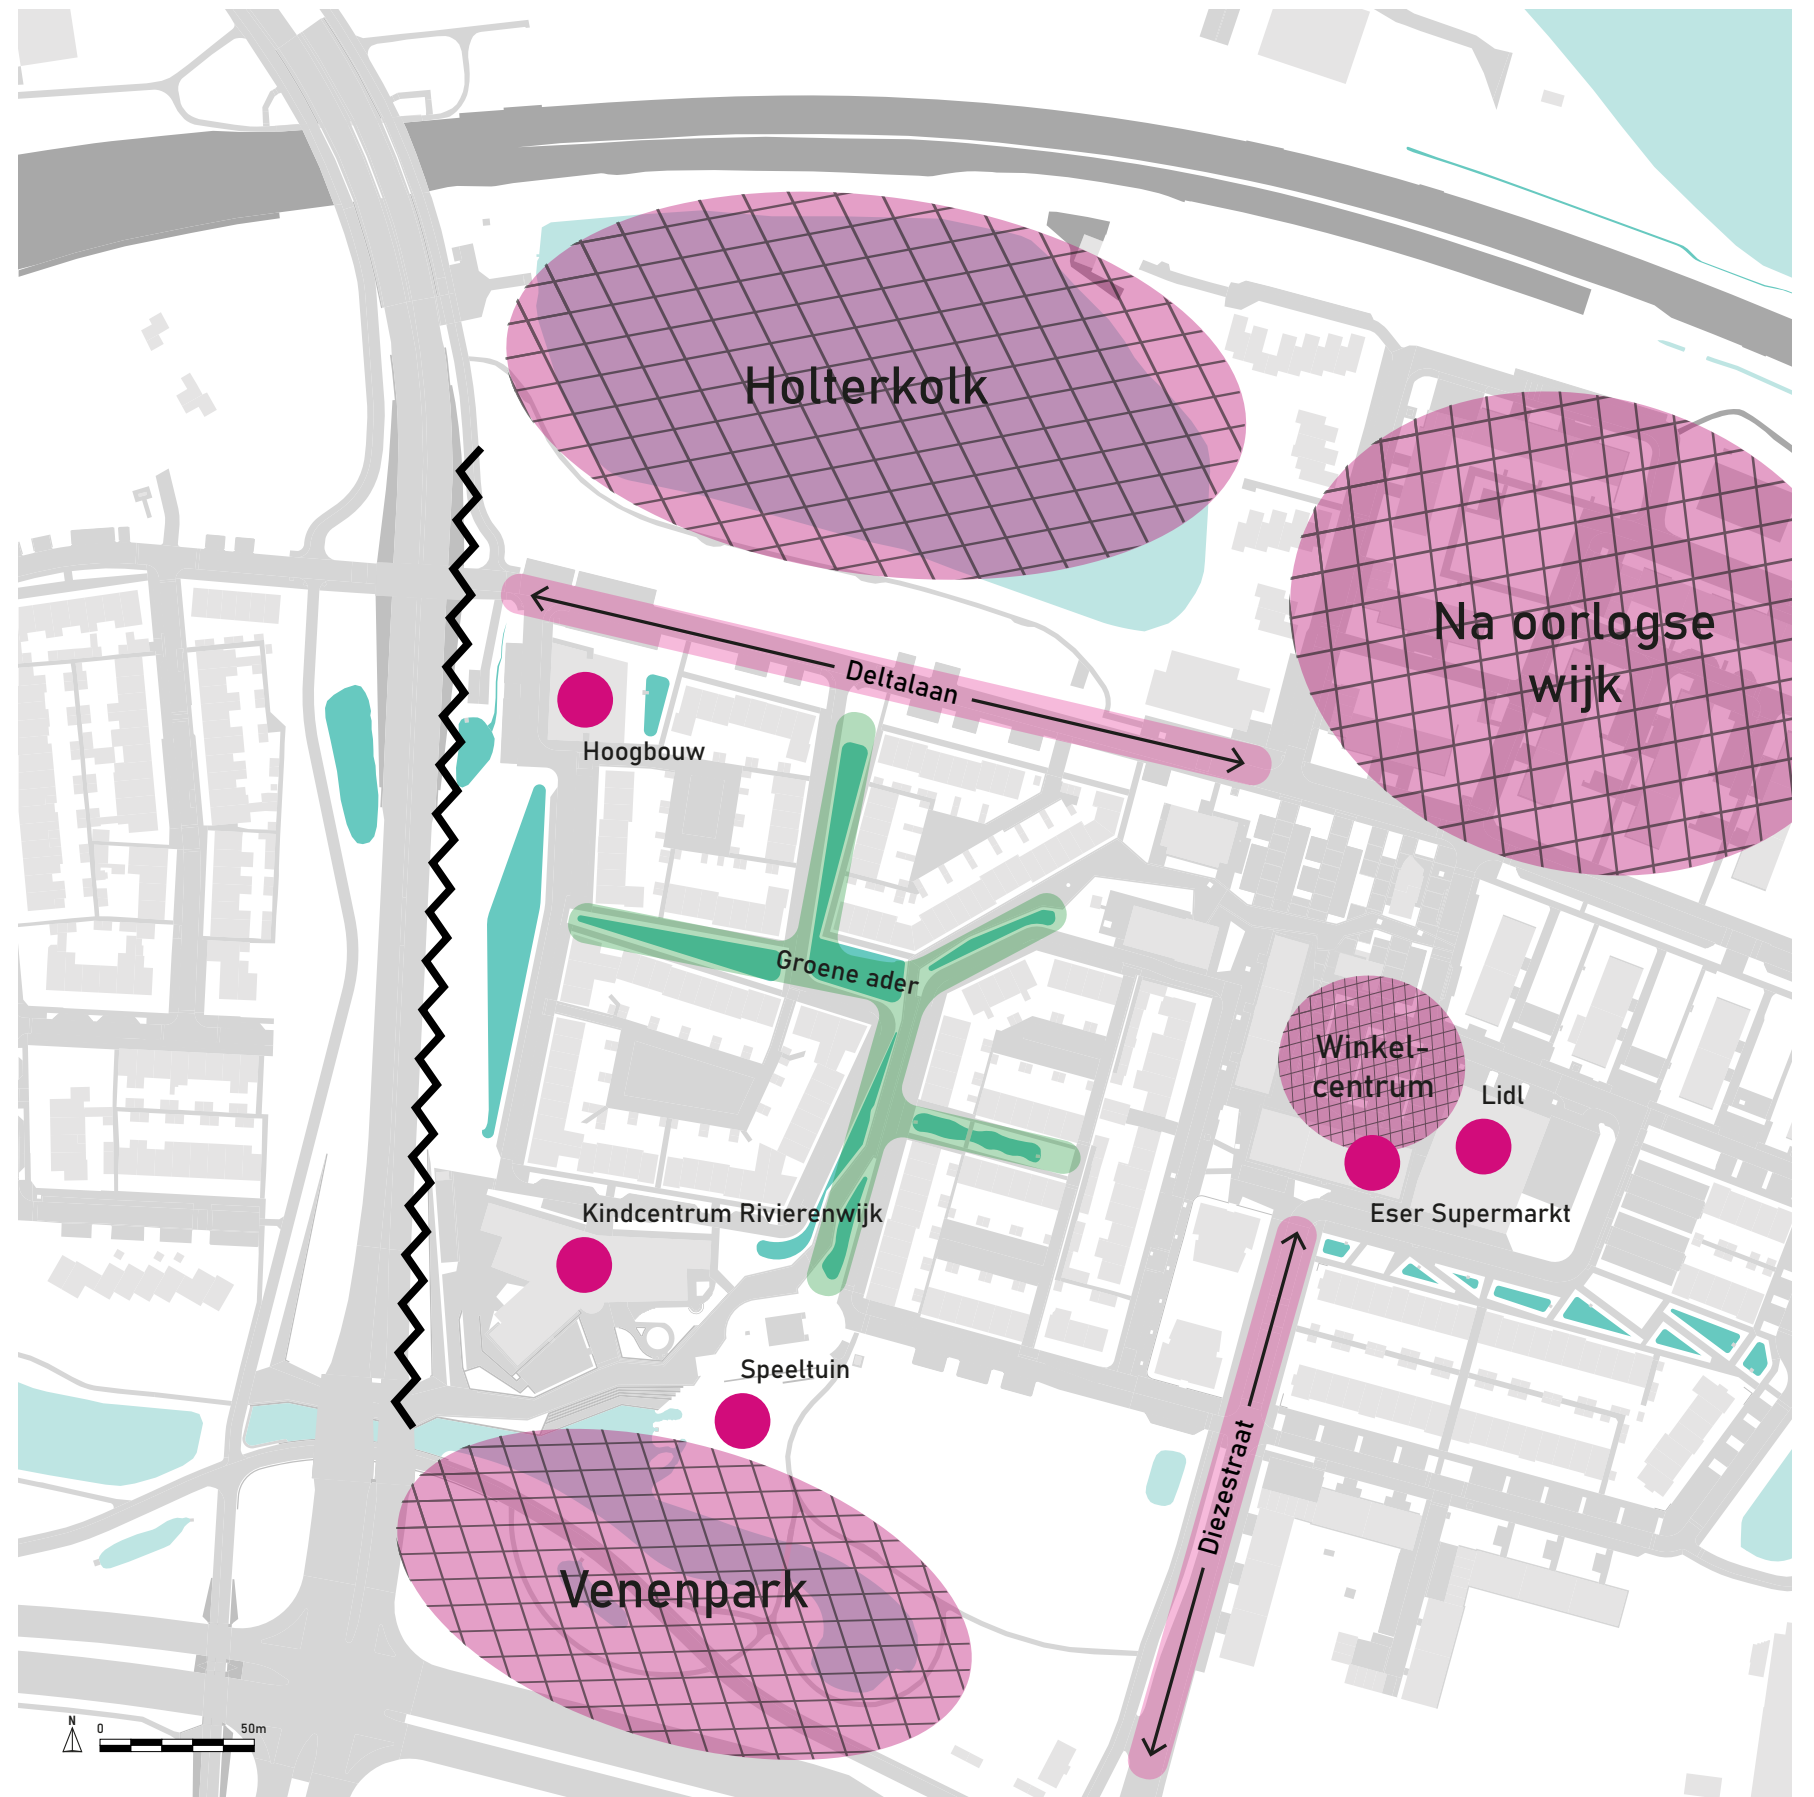 Holterkolk
Na oorlogse
wijk
Deltalaan
Hoogbouw
Groene ader
Winkel-
centrum
Lidl
Kindcentrum Rivierenwijk
Eser Supermarkt
Speeltuin
Diezestraat
Venenpark
N
0 50m